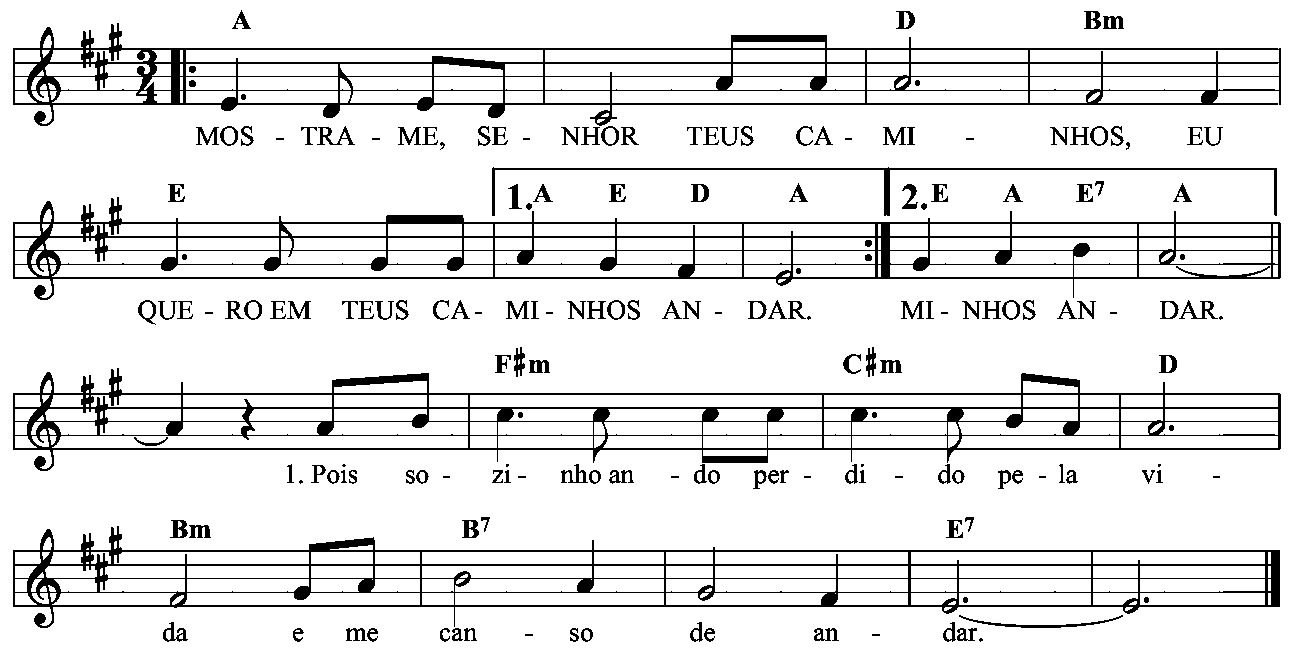 A D Bm
3
4
MOS - TRA - ME, SE - NHOR TEUS CA - MI - NHOS, EU
E 1. A E D A 2. E A E7 A
QUE - RO EM TEUS CA - MI - NHOS AN - DAR. MI - NHOS AN - DAR.
F#m C#m D
1. Pois so - zi - nho an - do per - di - do pe - la vi -
Bm B7 E7
da e me can - so de an - dar.